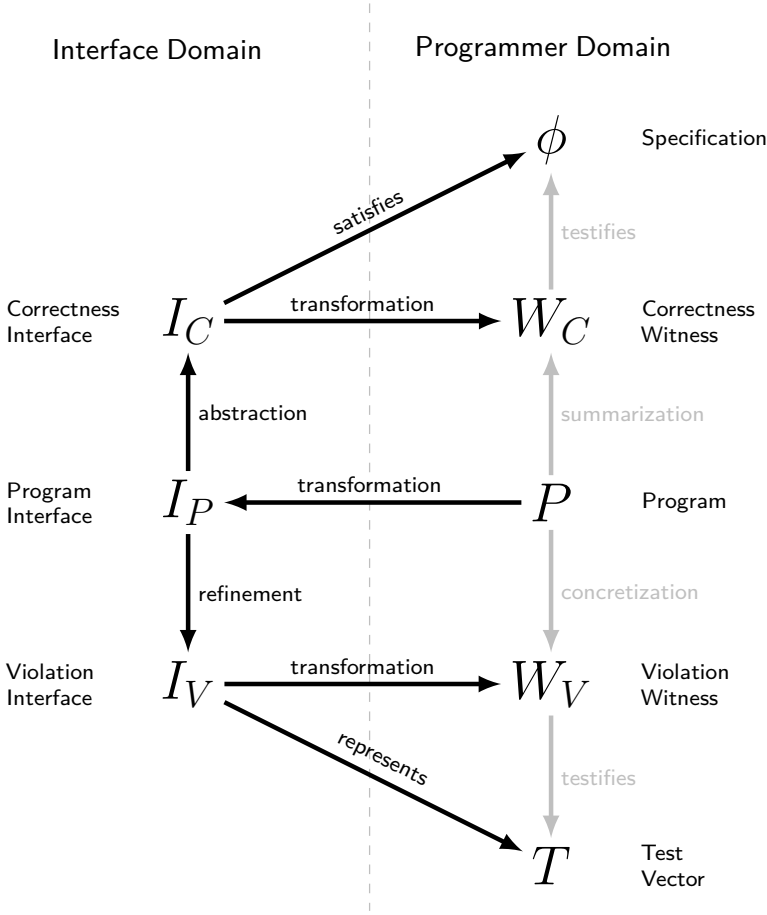 Interface Domain
Programmer Domain
ϕ
Specification
satisfies
testifies
Correctness
Interface
I_C
transformation
W_C
Correctness
Witness
abstraction
summarization
Program
Interface
I_P
transformation
P
Program
refinement
concretization
Violation
Interface
I_V
transformation
W_V
Violation
Witness
represents
testifies
T
Test
Vector